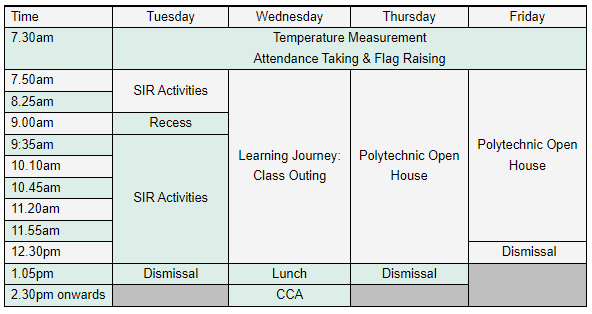 Time Tuesday Wednesday Thursday Friday
7.30am Temperature Measurement
Attendance Taking & Flag Raising
7.50am SIR Activities
8.25am
9.00am Recess
9:35am
10.10am Learning Journey: Class Outing Polytechnic Open House Polytechnic Open House
10.45am
11.20am SIR Activities
11.55am
12.30pm Dismissal
1.05pm Dismissal Lunch Dismissal
2.30pm onwards CCA